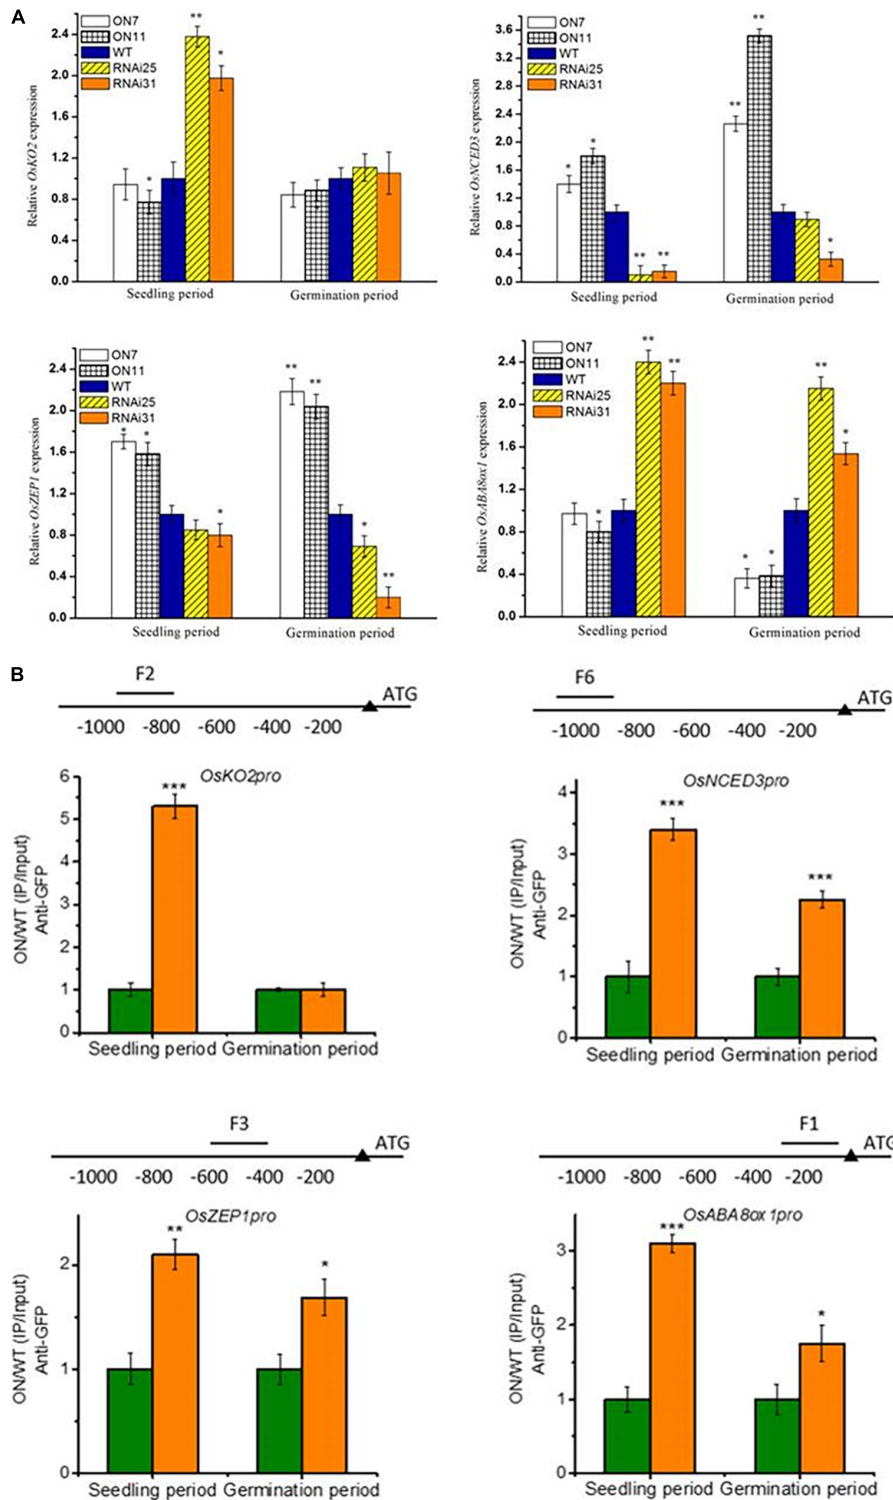 A
Relative OsKO2 expression
2.4
2.0
1.6
1.2
0.8
0.4
0.0
ON7
ON11
WT
RNAi25
RNAi31
*
**
*
Seedling period
Germination period
Relative OsNCED3 expression
3.6
3.2
2.8
2.4
2.0
1.6
1.2
0.8
0.4
0.0
ON7
ON11
WT
RNAi25
RNAi31
*
*
**
**
**
**
*
Seedling period
Germination period
Relative OsZEP1 expression
2.4
2.0
1.6
1.2
0.8
0.4
0.0
ON7
ON11
WT
RNAi25
RNAi31
*
*
*
**
**
*
**
Seedling period
Germination period
Relative OsABA8ox1 expression
2.4
2.0
1.6
1.2
0.8
0.4
0.0
ON7
ON11
WT
RNAi25
RNAi31
*
**
**
*
*
**
*
Seedling period
Germination period
B
F2
ATG
-1000 -800 -600 -400 -200
OsKO2pro
ON/WT (IP/Input)
Anti-GFP
6
5
4
3
2
1
0
***
Seedling period Germination period
F6
ATG
-1000 -800 -600 -400 -200
OsNCED3pro
ON/WT (IP/Input)
Anti-GFP
4
3
2
1
0
***
***
Seedling period Germination period
F3
ATG
-1000 -800 -600 -400 -200
OsZEP1pro
ON/WT (IP/Input)
Anti-GFP
2
1
0
**
*
Seedling period Germination period
F1
ATG
-1000 -800 -600 -400 -200
OsABA8ox1pro
ON/WT (IP/Input)
Anti-GFP
3
2
1
0
***
*
Seedling period Germination period